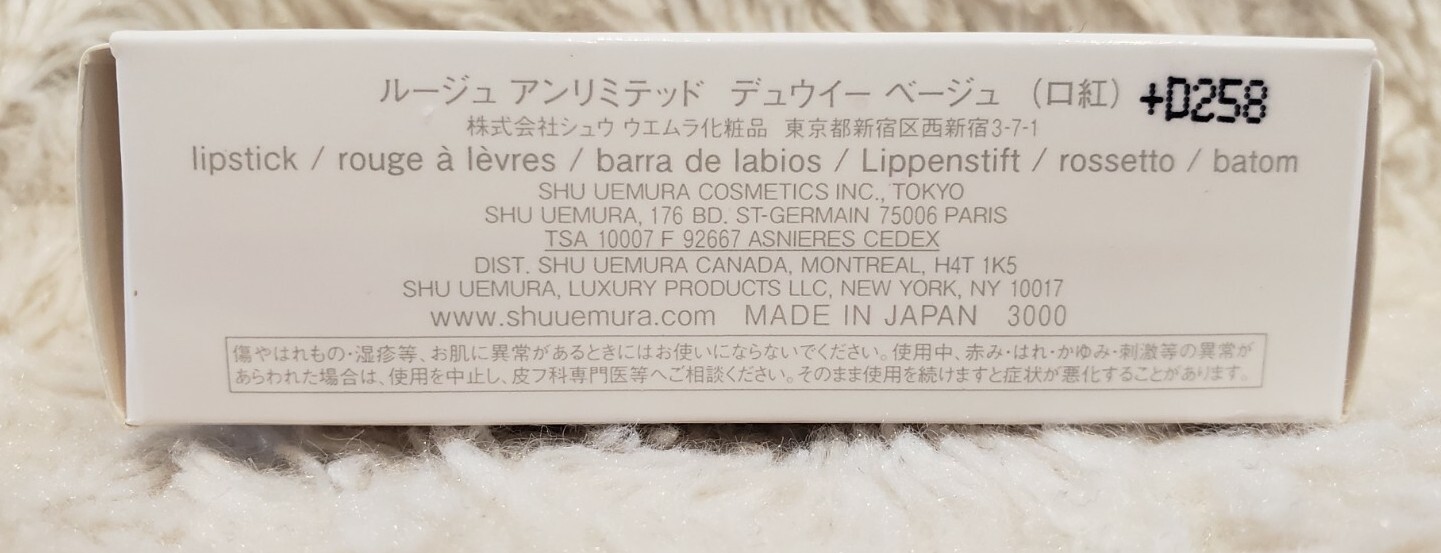 ルージュ アンリミテッド デュウイー ベージュ （口紅） +D258
株式会社シュウ ウエムラ化粧品 東京都新宿区西新宿3-7-1
lipstick / rouge à lèvres / barra de labios / Lippenstift / rossetto / batom
SHU UEMURA COSMETICS INC., TOKYO
SHU UEMURA, 176 BD. ST-GERMAIN 75006 PARIS
TSA 10007 F 92667 ASNIERES CEDEX
DIST. SHU UEMURA CANADA, MONTREAL, H4T 1K5
SHU UEMURA, LUXURY PRODUCTS LLC, NEW YORK, NY 10017
www.shuuemura.com MADE IN JAPAN 3000
傷やはれもの・湿疹等、お肌に異常があるときにはお使いにならないでください。使用中、赤み・はれ・かゆみ・刺激等の異常が
あらわれた場合は、使用を中止し、皮フ科専門医等へご相談ください。そのまま使用を続けますと症状が悪化することがあります。